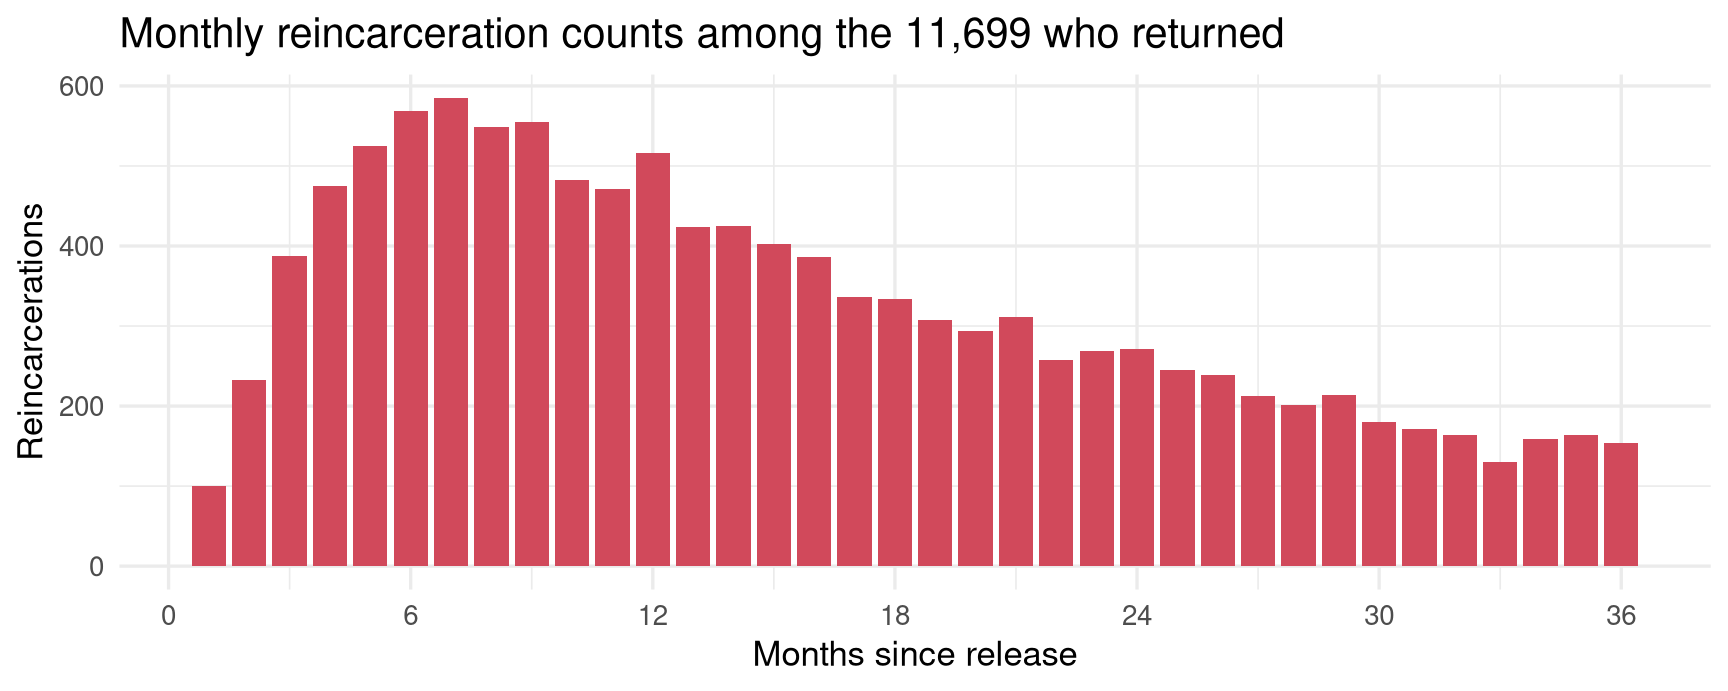 Monthly reincarceration counts among the 11,699 who returned
600
400
200
0
Reincarcerations
0 6 12 18 24 30 36
Months since release